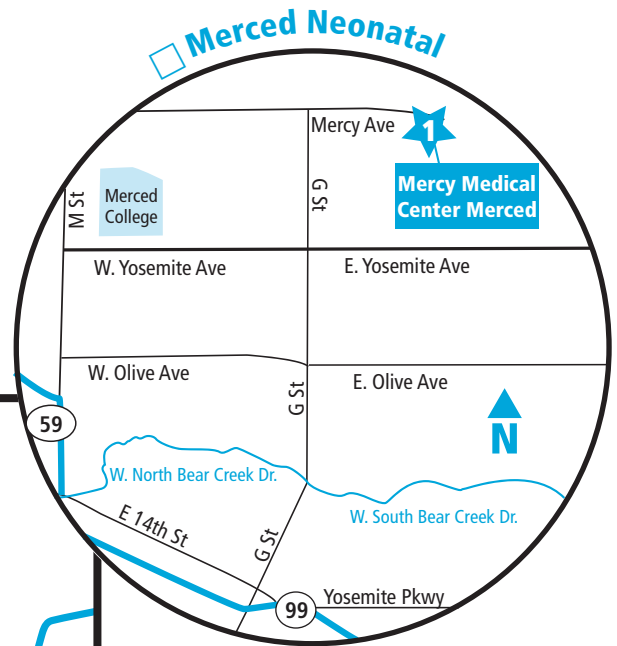 Merced Neonatal
Mercy Ave
1
Mercy Medical
Center Merced
M St
Merced
College
G St
W. Yosemite Ave
E. Yosemite Ave
W. Olive Ave
E. Olive Ave
G St
59
N
W. North Bear Creek Dr.
W. South Bear Creek Dr.
E 14th St
G St
99
Yosemite Pkwy